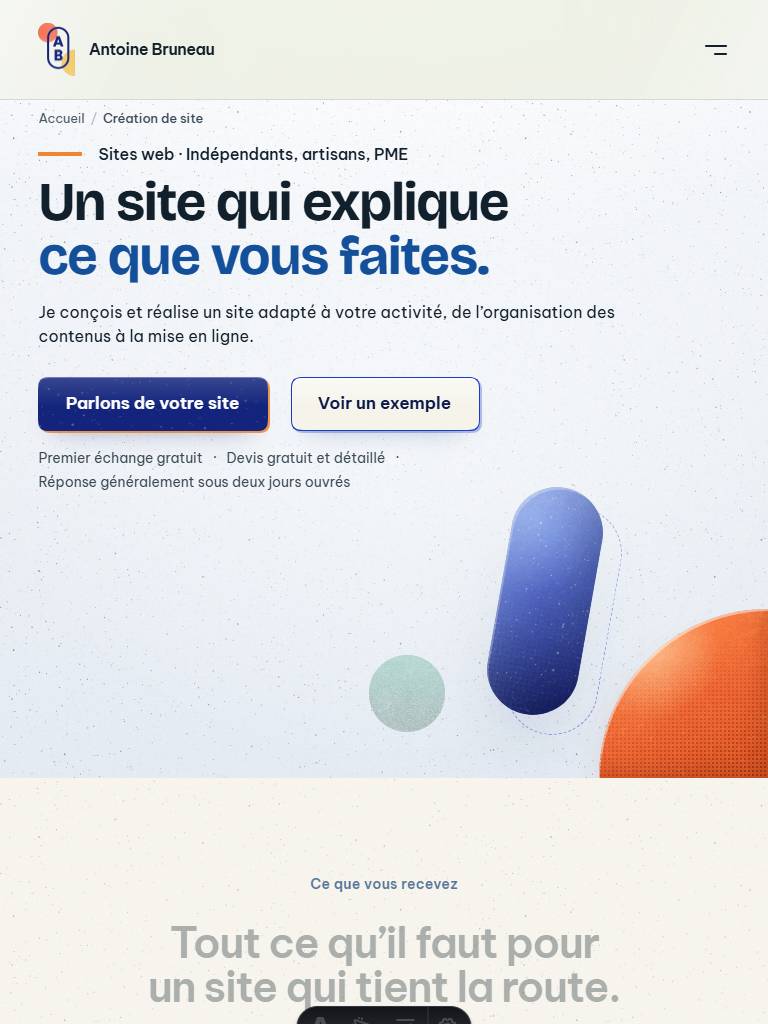 A
B
Antoine Bruneau
Accueil / Création de site
Sites web · Indépendants, artisans, PME
Un site qui explique
ce que vous faites.
Je conçois et réalise un site adapté à votre activité, de l’organisation des
contenus à la mise en ligne.
Parlons de votre site
Voir un exemple
Premier échange gratuit · Devis gratuit et détaillé ·
Réponse généralement sous deux jours ouvrés
Ce que vous recevez
Tout ce qu’il faut pour
un site qui tient la route.